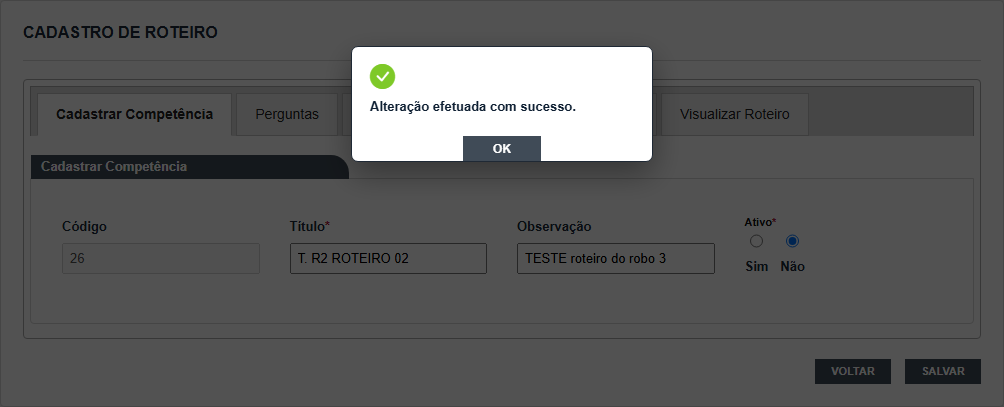 CADASTRO DE ROTEIRO
Alteração efetuada com sucesso.
OK
Cadastrar Competência
Perguntas
Visualizar Roteiro
Cadastrar Competência
Código
Título*
Observação
Ativo*
26
T. R2 ROTEIRO 02
TESTE roteiro do robo 3
Sim Não
VOLTAR SALVAR